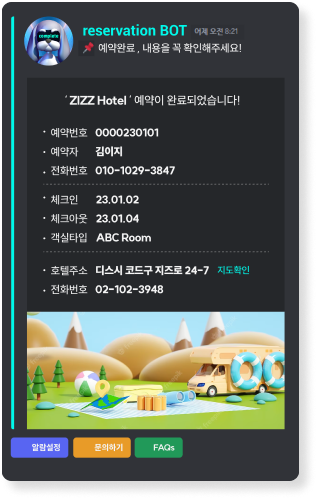 complete
reservation BOT 어제 오전 8:21
📌 예약완료 , 내용을 꼭 확인해주세요!
' ZIZZ Hotel ' 예약이 완료되었습니다!
• 예약번호 0000230101
• 예약자 김이지
• 전화번호 010-1029-3847
• 체크인 23.01.02
• 체크아웃 23.01.04
• 객실타입 ABC Room
• 호텔주소 디스시 코드구 지즈로 24-7 지도확인
• 전화번호 02-102-3948
알람설정 문의하기 FAQs